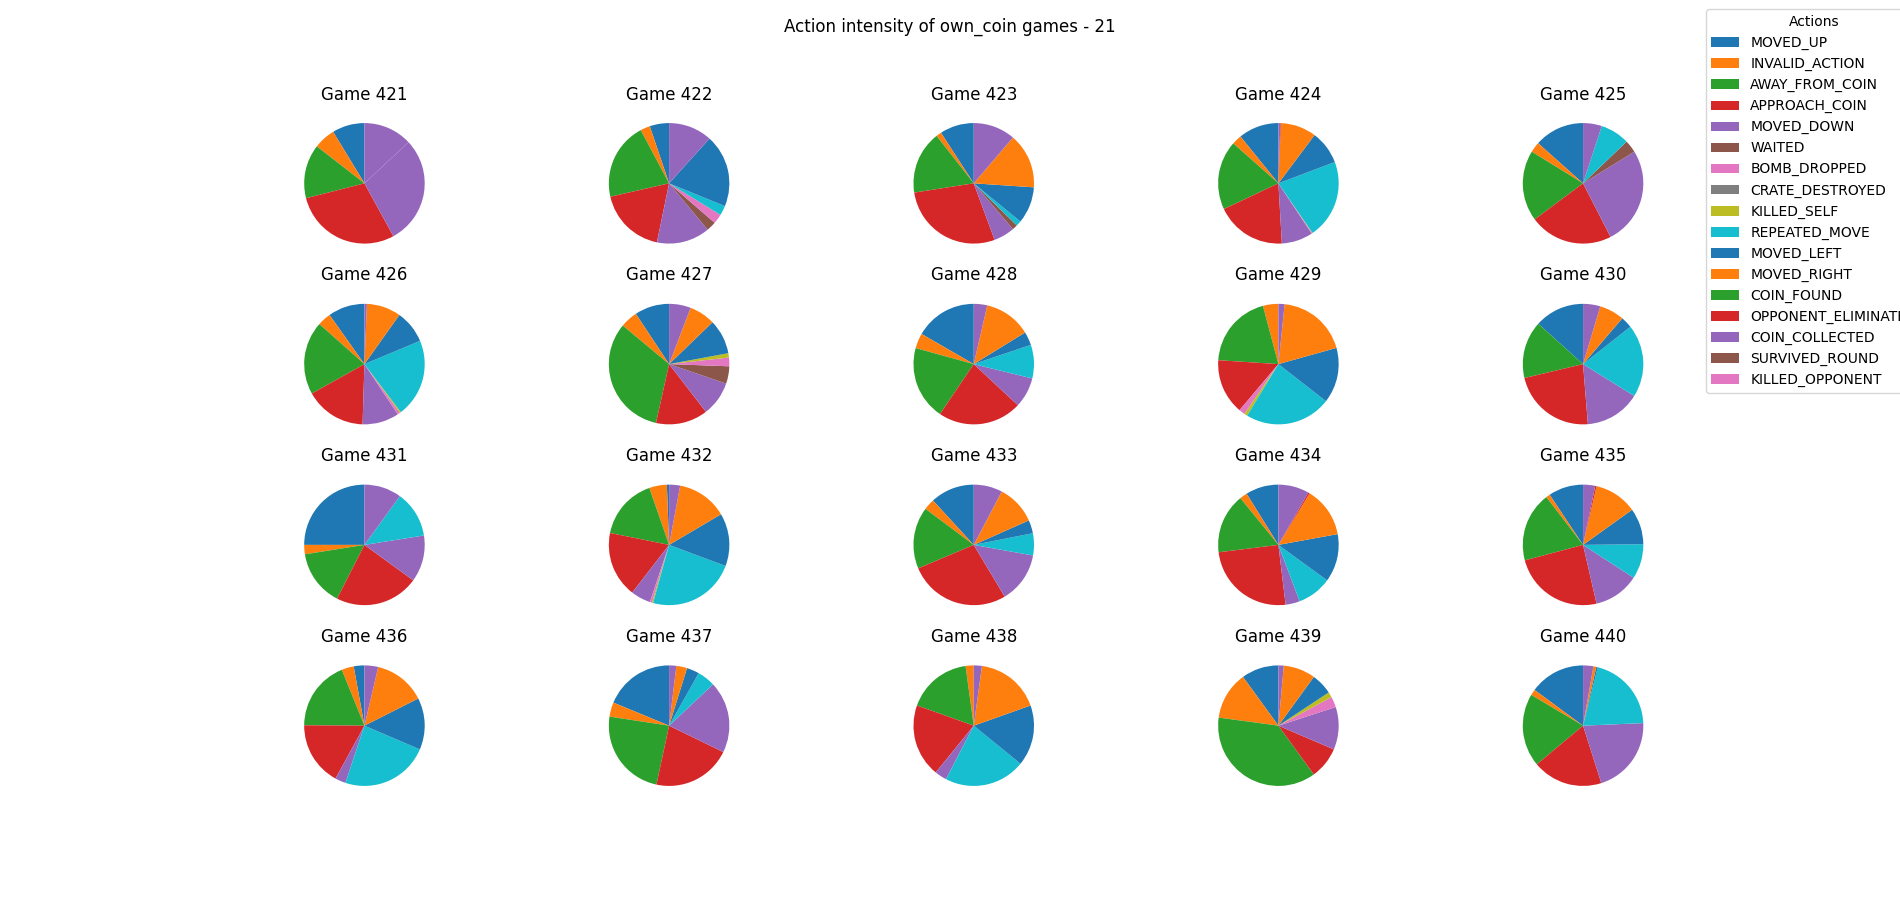 Action intensity of own_coin games - 21
Game 421
Game 422
Game 423
Game 424
Game 425
Game 426
Game 427
Game 428
Game 429
Game 430
Game 431
Game 432
Game 433
Game 434
Game 435
Game 436
Game 437
Game 438
Game 439
Game 440
Actions
MOVED_UP
INVALID_ACTION
AWAY_FROM_COIN
APPROACH_COIN
MOVED_DOWN
WAITED
BOMB_DROPPED
CRATE_DESTROYED
KILLED_SELF
REPEATED_MOVE
MOVED_LEFT
MOVED_RIGHT
COIN_FOUND
OPPONENT_ELIMINAT
COIN_COLLECTED
SURVIVED_ROUND
KILLED_OPPONENT